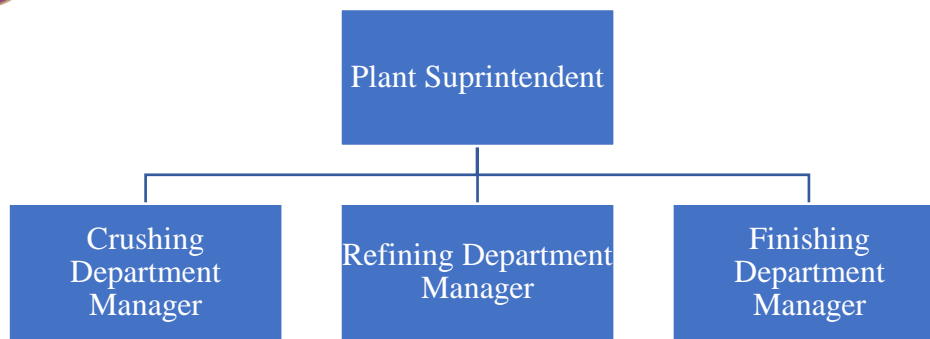 Plant Suprintendent
Crushing
Department
Manager
Refining Department
Manager
Finishing
Department
Manager